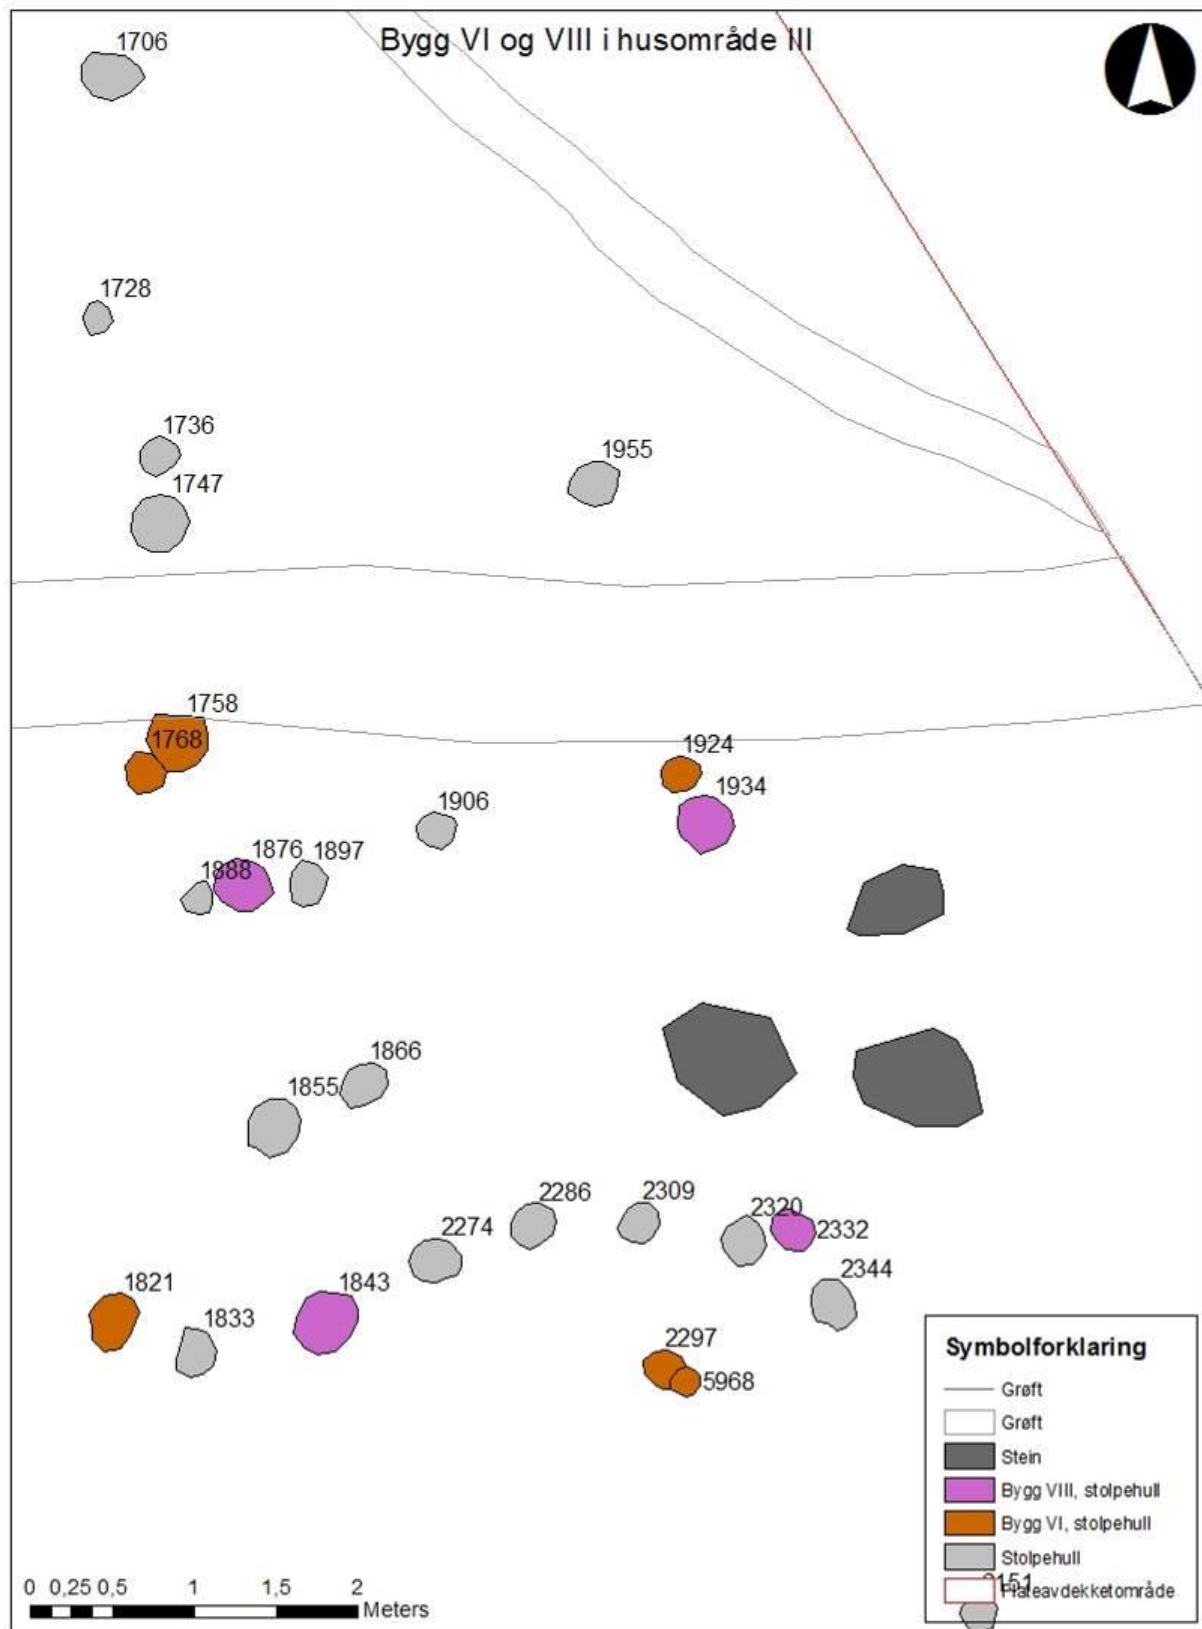 Bygg VI og VIII i husområde III
1706
1728
1736
1747
1955
1758
1768
1924
1934
1906
1876
1897
1888
1866
1855
2286
2309
2320
2332
2274
2344
1821
1843
1833
2297
5968
Symbolforklaring
Grøft
Grøft
Stein
Bygg VIII, stolpehull
Bygg VI, stolpehull
Stolpehull
Flateavdekketområde
0 0,25 0,5 1 1,5 2
Meters